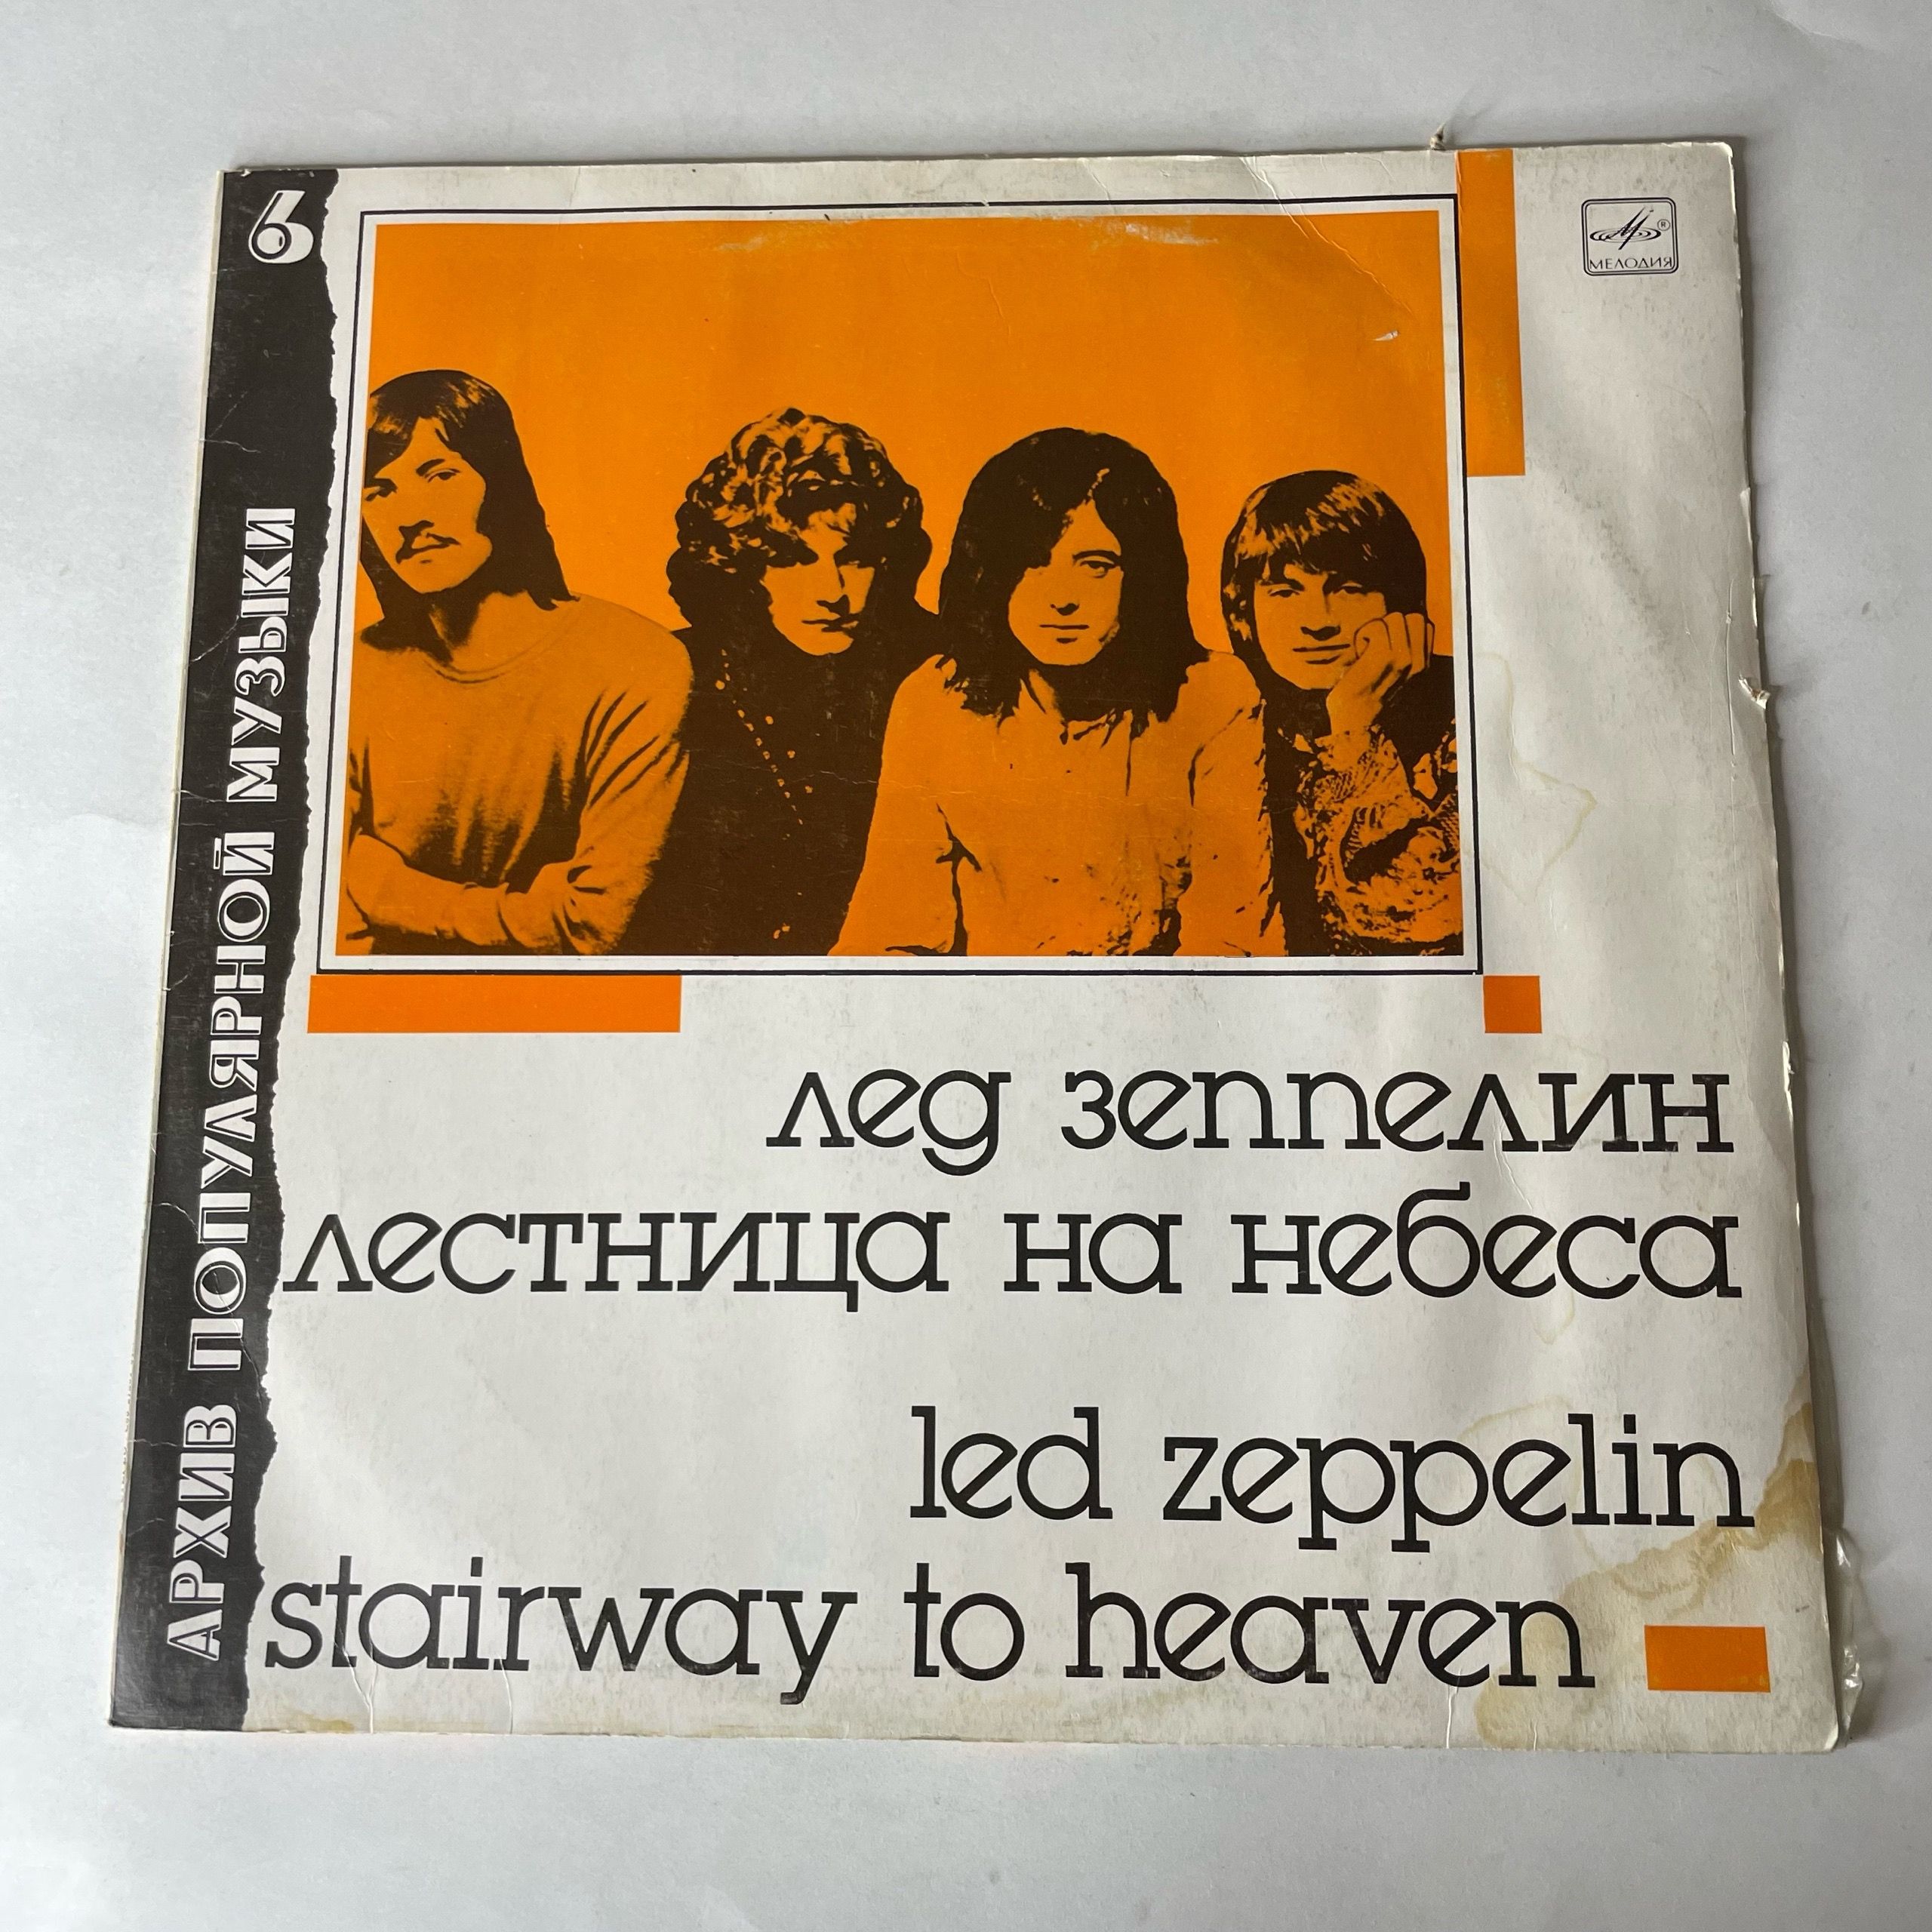 6
АРХИВ ПОПУЛЯРНОЙ МУЗЫКИ
МЕЛОДИЯ ®
лед зеппелин
лестница на небеса
led zeppelin
stairway to heaven